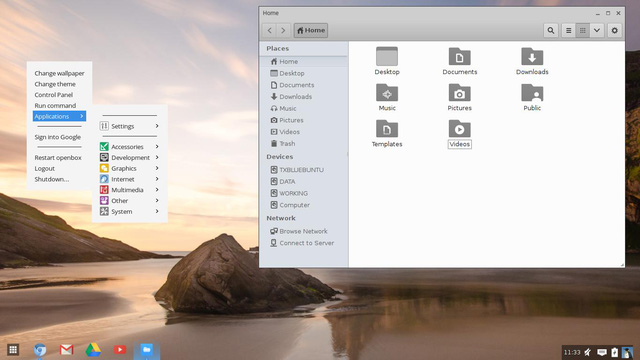 Home
Home
Places
Home
Desktop
Documents
Downloads
Music
Pictures
Videos
Trash
Devices
TXBLUEBUNTU
DATA
WORKING
Computer
Network
Browse Network
Connect to Server
Desktop
Documents
Downloads
Music
Pictures
Public
Templates
Videos
Change wallpaper
Change theme
Control Panel
Run command
Applications
Sign into Google
Restart openbox
Logout
Shutdown...
Settings
Accessories
Development
Graphics
Internet
Multimedia
Other
System
11:33